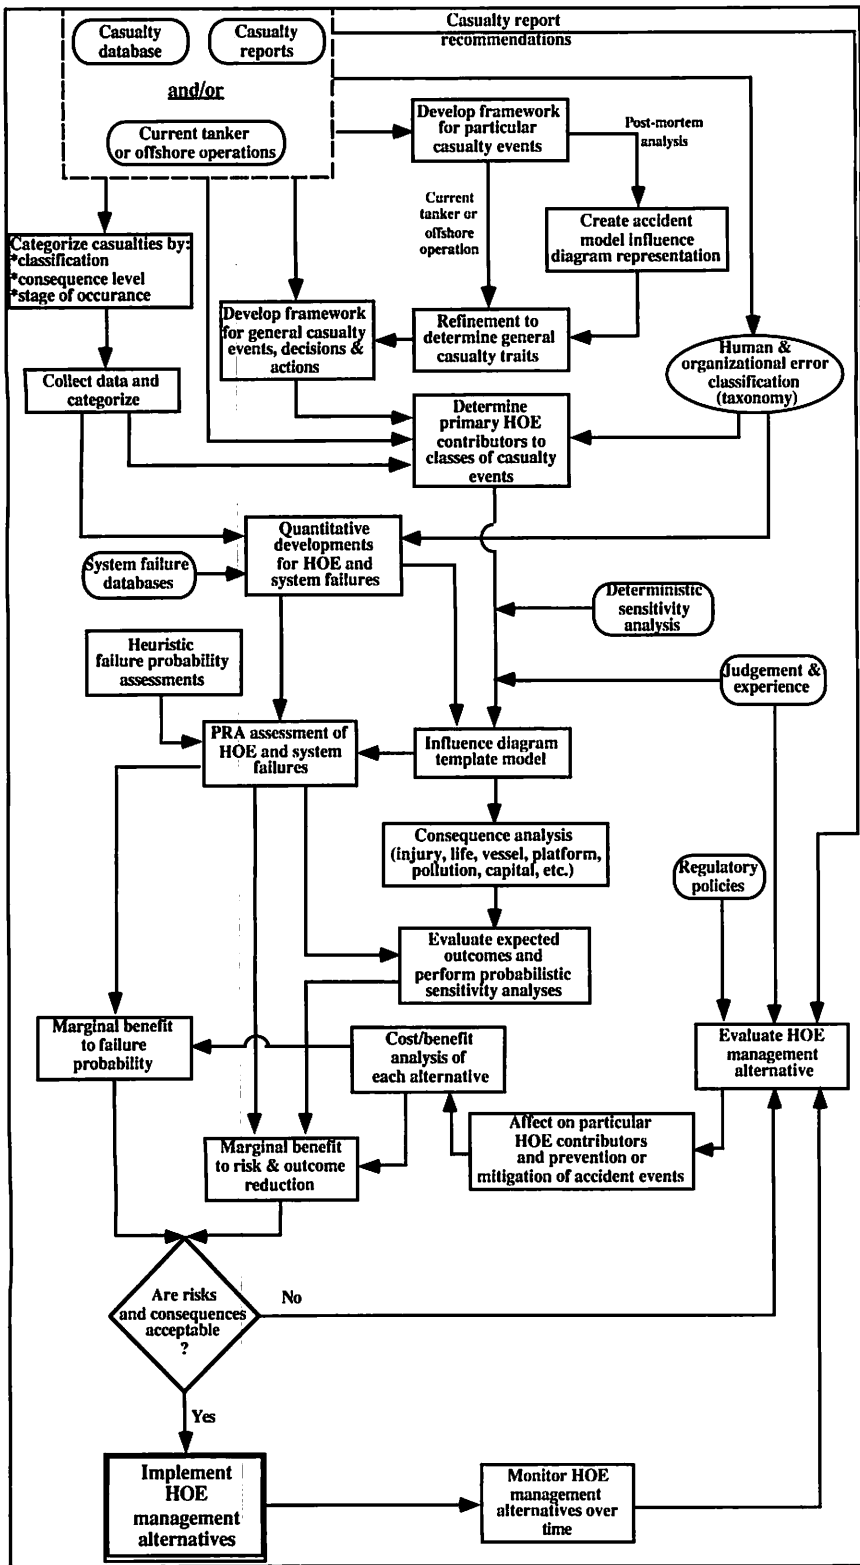 Casualty report
recommendations
Casualty
database
Casualty
reports
and/or
Current tanker
or offshore operations
Develop framework
for particular
casualty events
Post-mortem
analysis
Current
tanker or
offshore
operation
Create accident
model influence
diagram representation
Categorize casualties by:
*classification
*consequence level
*stage of occurance
Develop framework
for general casualty
events, decisions &
actions
Refinement to
determine general
casualty traits
Human &
organizational error
classification
(taxonomy)
Collect data and
categorize
Determine
primary HOE
contributors to
classes of casualty
events
Quantitative
developments
for HOE and
system failures
System failure
databases
Deterministic
sensitivity
analysis
Heuristic
failure probability
assessments
Judgement &
experience
PRA assessment of
HOE and system
failures
Influence diagram
template model
Consequence analysis
(injury, life, vessel, platform,
pollution, capital, etc.)
Regulatory
policies
Evaluate expected
outcomes and
perform probabilistic
sensitivity analyses
Marginal benefit
to failure
probability
Cost/benefit
analysis of
each alternative
Evaluate HOE
management
alternative
Affect on particular
HOE contributors
and prevention or
mitigation of accident events
Marginal benefit
to risk & outcome
reduction
Are risks
and consequences
acceptable
?
No
Yes
Implement
HOE
management
alternatives
Monitor HOE
management
alternatives over
time